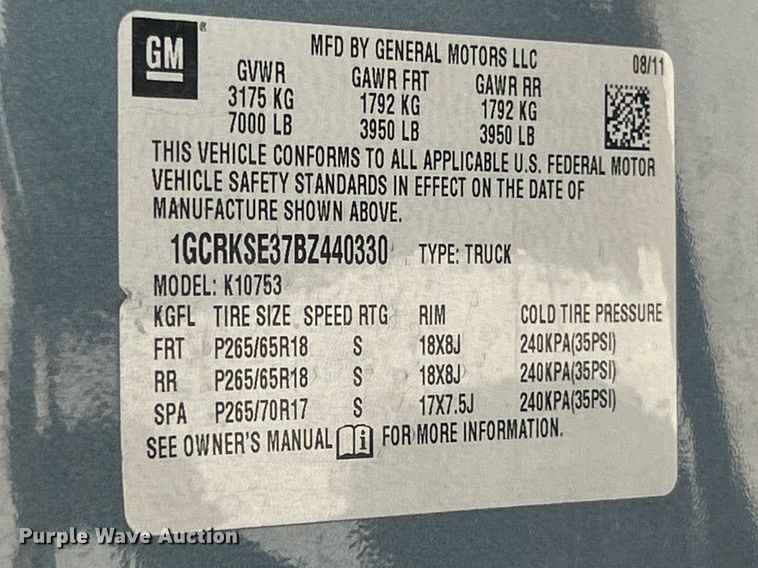 GM ®
MFD BY GENERAL MOTORS LLC 08/11
GVWR GAWR FRT GAWR RR
3175 KG 1792 KG 1792 KG
7000 LB 3950 LB 3950 LB
THIS VEHICLE CONFORMS TO ALL APPLICABLE U.S. FEDERAL MOTOR
VEHICLE SAFETY STANDARDS IN EFFECT ON THE DATE OF
MANUFACTURE SHOWN ABOVE.
1GCRKSE37BZ440330 TYPE: TRUCK
MODEL: K10753
KGFL TIRE SIZE SPEED RTG RIM COLD TIRE PRESSURE
FRT P265/65R18 S 18X8J 240KPA(35PSI)
RR P265/65R18 S 18X8J 240KPA(35PSI)
SPA P265/70R17 S 17X7.5J 240KPA(35PSI)
SEE OWNER'S MANUAL FOR MORE INFORMATION.
Purple Wave Auction